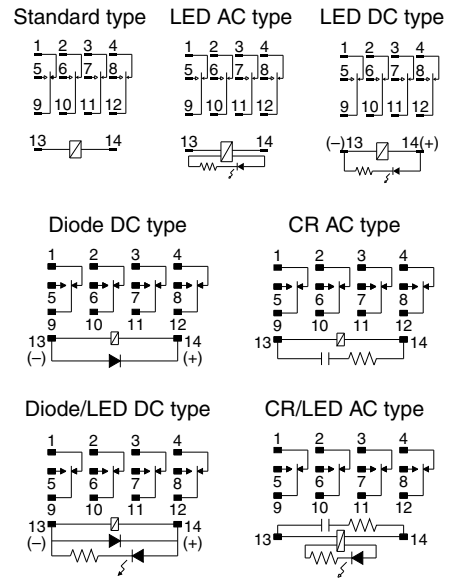 Standard type LED AC type LED DC type
1 2 3 4 1 2 3 4 1 2 3 4
5 6 7 8 5 6 7 8 5 6 7 8
9 10 11 12 9 10 11 12 9 10 11 12
13 14 13 14 (–)13 14(+)
Diode DC type CR AC type
1 2 3 4 1 2 3 4
5 6 7 8 5 6 7 8
9 10 11 12 9 10 11 12
13 14 13 14
(–) (+)
Diode/LED DC type CR/LED AC type
1 2 3 4 1 2 3 4
5 6 7 8 5 6 7 8
9 10 11 12 9 10 11 12
13 14 13 14
(–) (+)